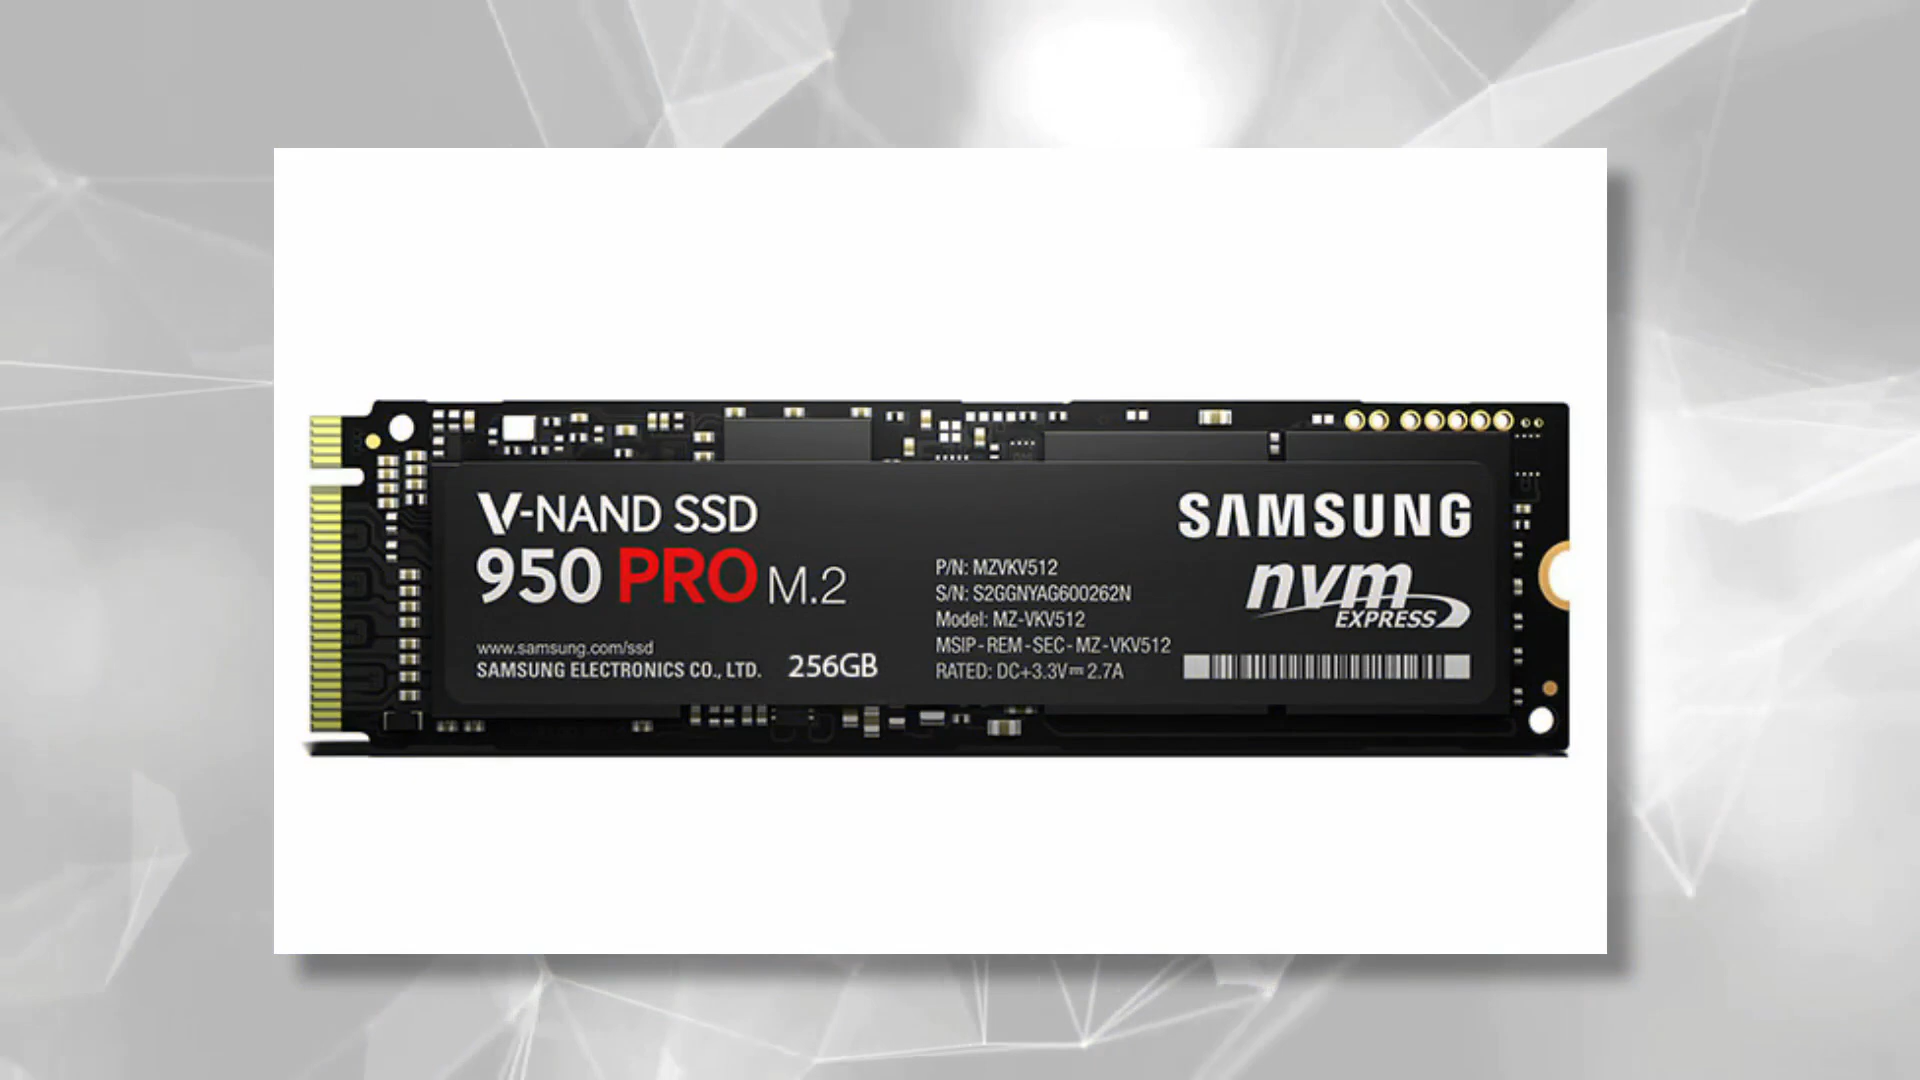 V-NAND SSD
950 PRO M.2
www.samsung.com/ssd
SAMSUNG ELECTRONICS CO., LTD.
256GB
P/N: MZVKV512
S/N: S2GGNYAG600262N
Model: MZ-VKV512
MSIP-REM-SEC-MZ-VKV512
RATED: DC+3.3V⎓ 2.7A
SAMSUNG
nvm
EXPRESS